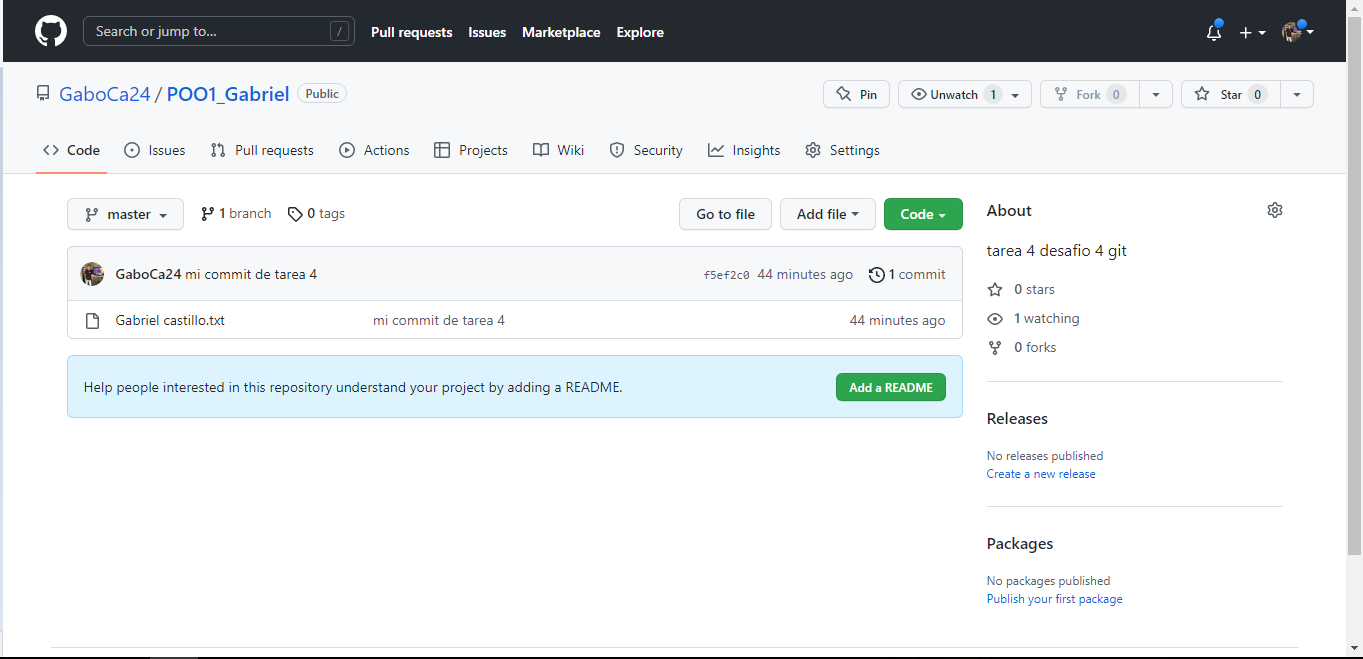 Search or jump to... /
Pull requests Issues Marketplace Explore
GaboCa24 / POO1_Gabriel Public
Pin Unwatch 1 Fork 0 Star 0
Code Issues Pull requests Actions Projects Wiki Security Insights Settings
master 1 branch 0 tags
Go to file Add file Code
GaboCa24 mi commit de tarea 4 f5ef2c0 44 minutes ago 1 commit
Gabriel castillo.txt mi commit de tarea 4 44 minutes ago
Help people interested in this repository understand your project by adding a README. Add a README
About
tarea 4 desafio 4 git
0 stars
1 watching
0 forks
Releases
No releases published
Create a new release
Packages
No packages published
Publish your first package